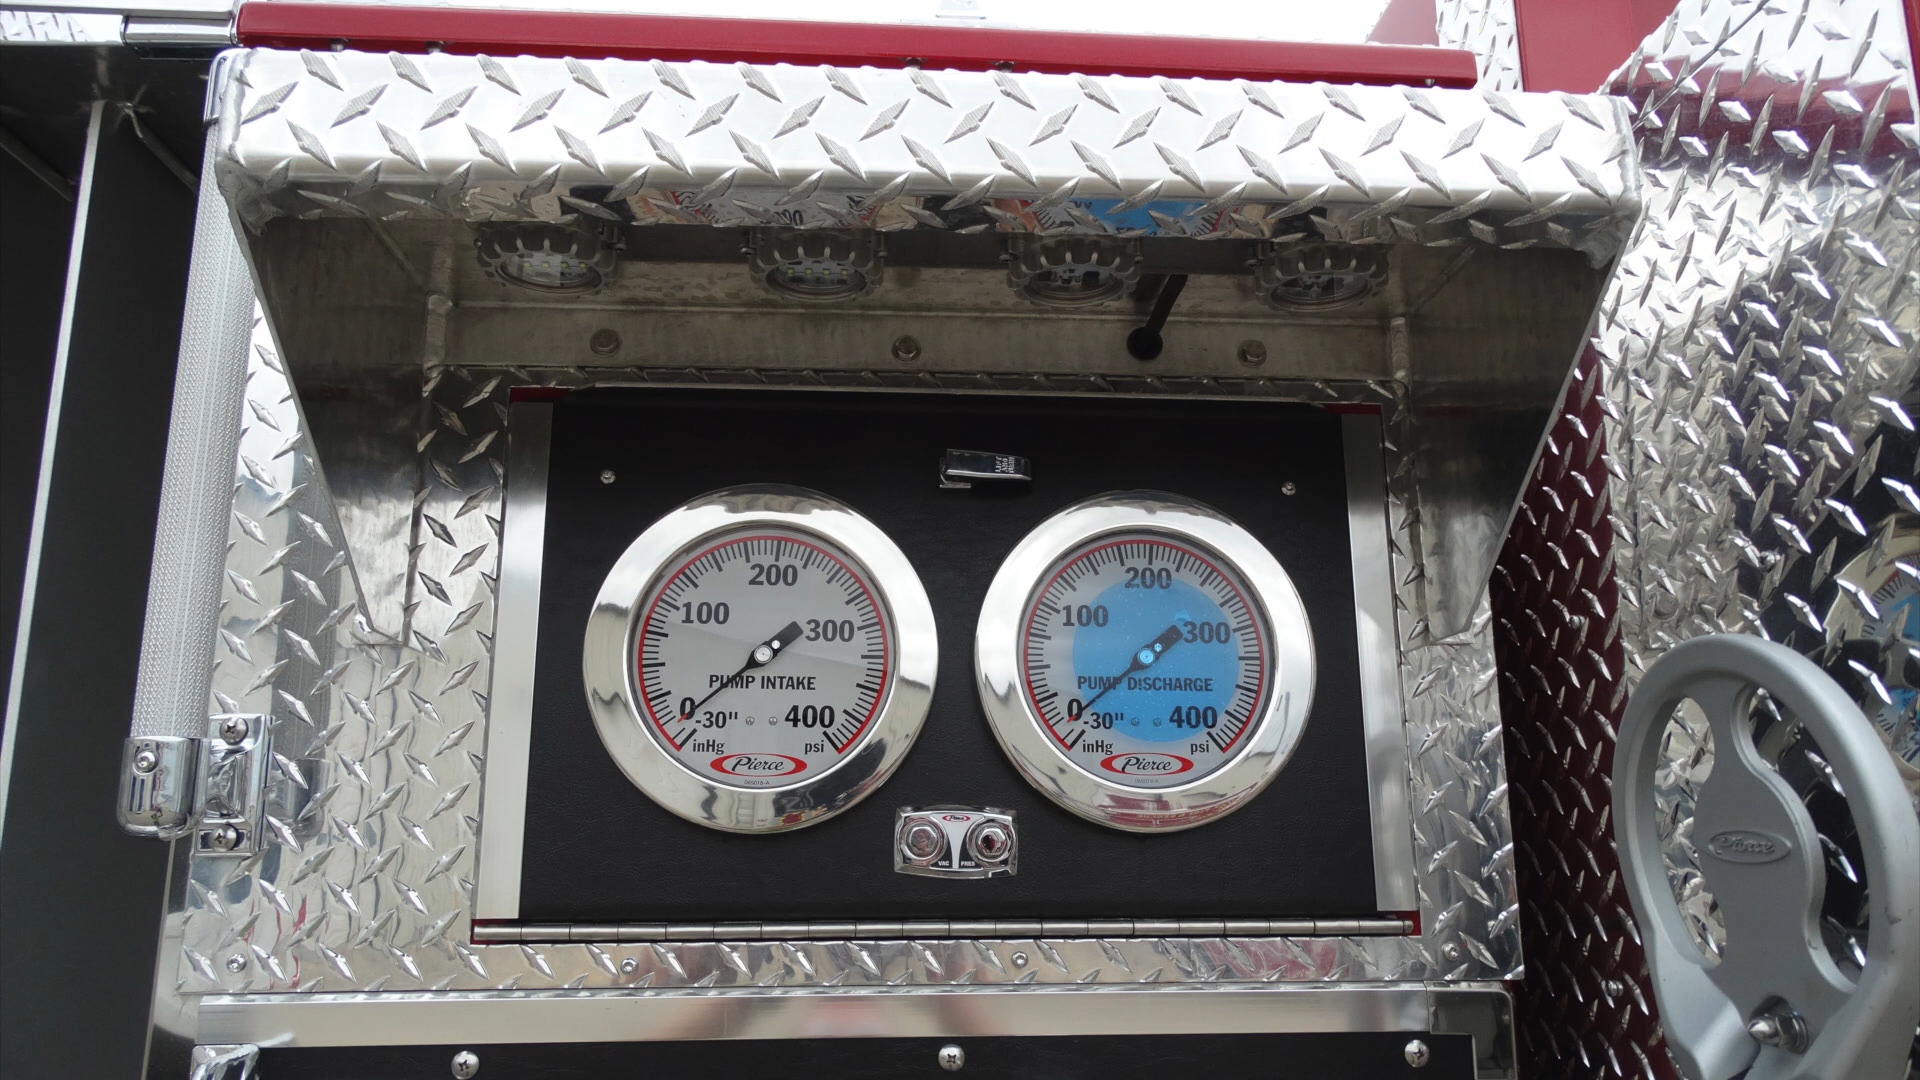 200
100
300
PUMP INTAKE
0
-30"
400
inHg
psi
Pierce
200
100
300
PUMP DISCHARGE
0
-30"
400
inHg
psi
Pierce
VAC
PRES
Pierce